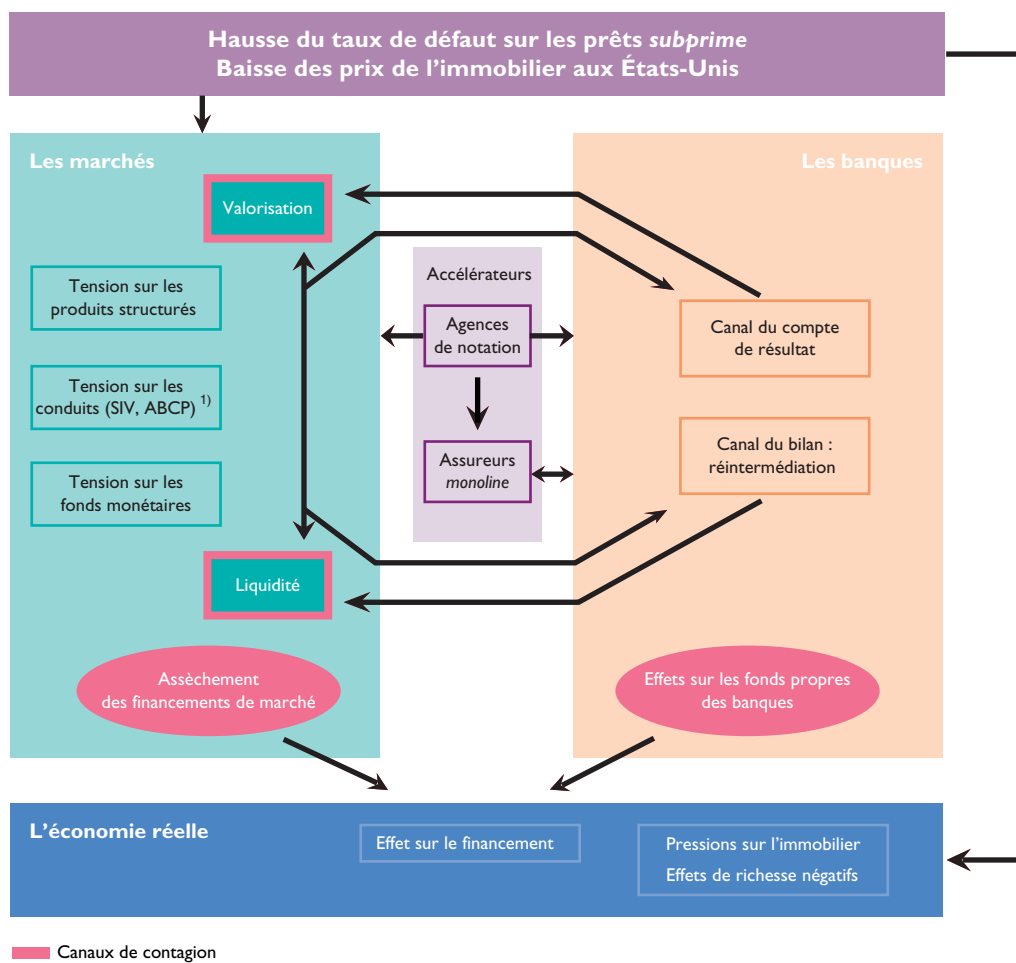 Hausse du taux de défaut sur les prêts subprime
Baisse des prix de l’immobilier aux États-Unis
Les marchés
Valorisation
Tension sur les
produits structurés
Tension sur les
conduits (SIV, ABCP) 1)
Tension sur les
fonds monétaires
Liquidité
Assèchement
des financements de marché
Accélérateurs
Agences
de notation
Assureurs
monoline
Les banques
Canal du compte
de résultat
Canal du bilan :
réintermédiation
Effets sur les fonds propres
des banques
L’économie réelle
Effet sur le financement
Pressions sur l’immobilier
Effets de richesse négatifs
Canaux de contagion